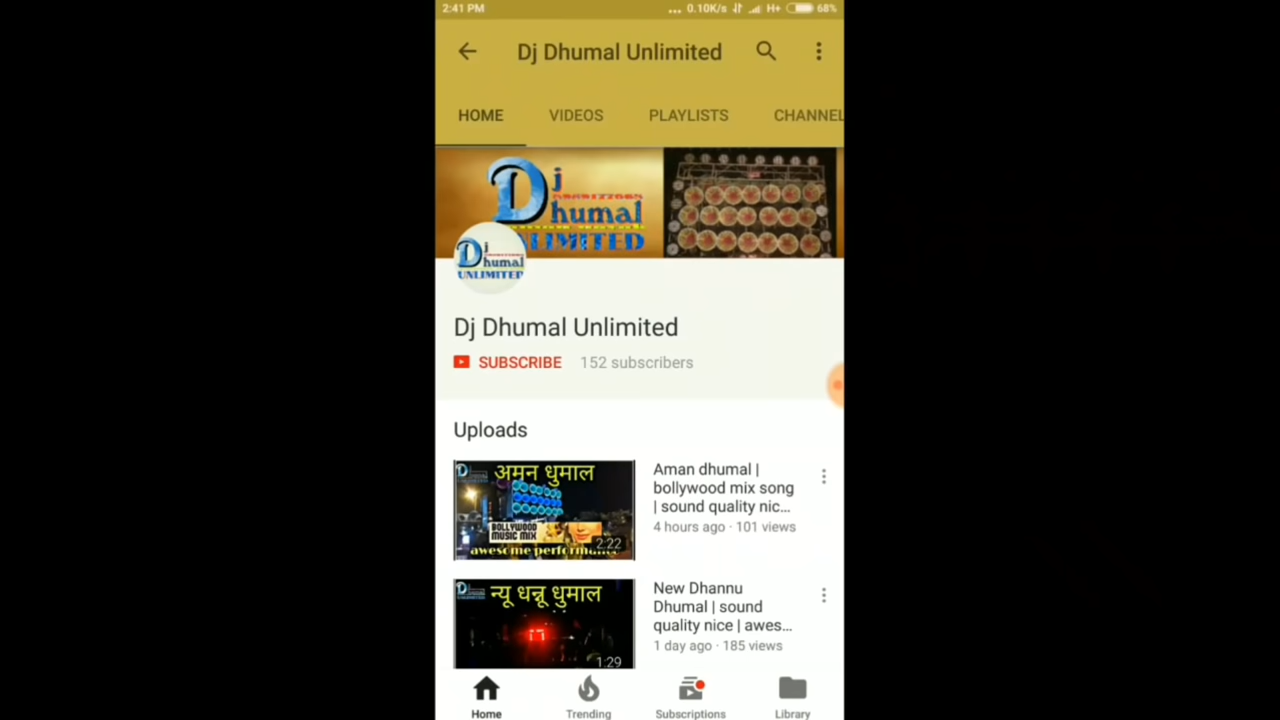 2:41 PM
... 0.10K/s H+ 68%
Dj Dhumal Unlimited
HOME VIDEOS PLAYLISTS CHANNEL
Dj
Dhumal
UNLIMITED
Dj
Dhumal
UNLIMITED
Dj Dhumal Unlimited
SUBSCRIBE 152 subscribers
Uploads
अमन धुमाल
BOLLYWOOD
MUSIC MIX
2:22
awesome
Aman dhumal |
bollywood mix song
| sound quality nic...
4 hours ago · 101 views
न्यू धन्नू धुमाल
1:29
New Dhannu
Dhumal | sound
quality nice | awes...
1 day ago · 185 views
Home Trending Subscriptions Library